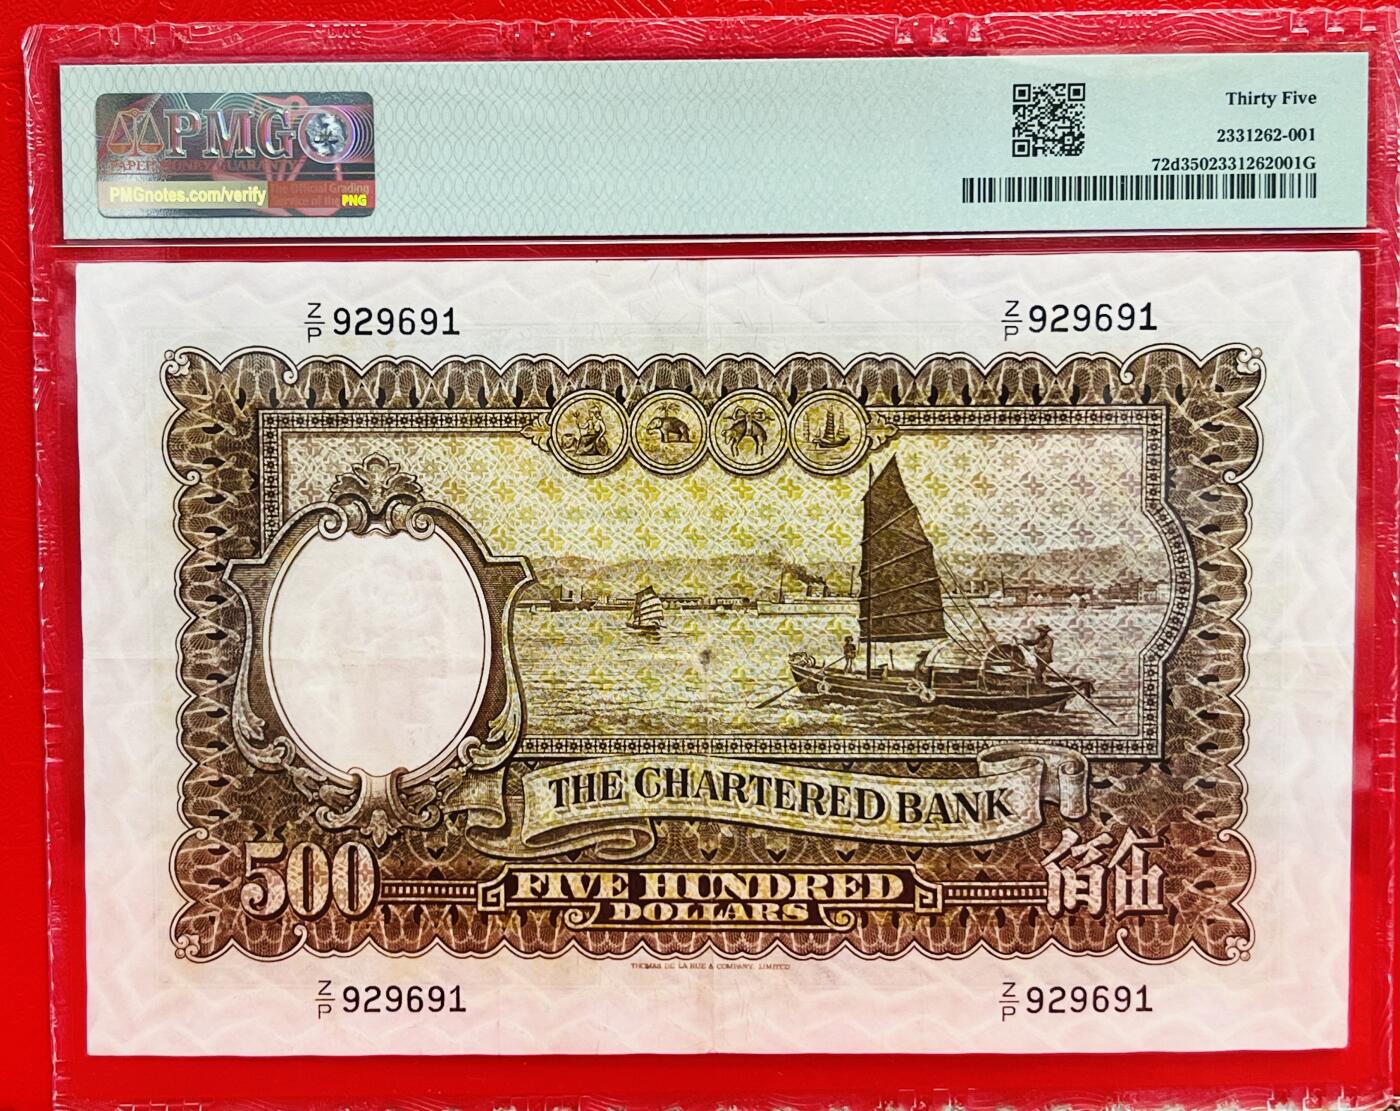 PMG
PAPER MONEY GUARANTY
PMGnotes.com/verify
The Official Grading
Service of the PNG
Thirty Five
2331262-001
72d3502331262001G
Z/P 929691
Z/P 929691
THE CHARTERED BANK
500
FIVE HUNDRED
DOLLARS
伍佰
THOMAS DE LA RUE & COMPANY, LIMITED
Z/P 929691
Z/P 929691